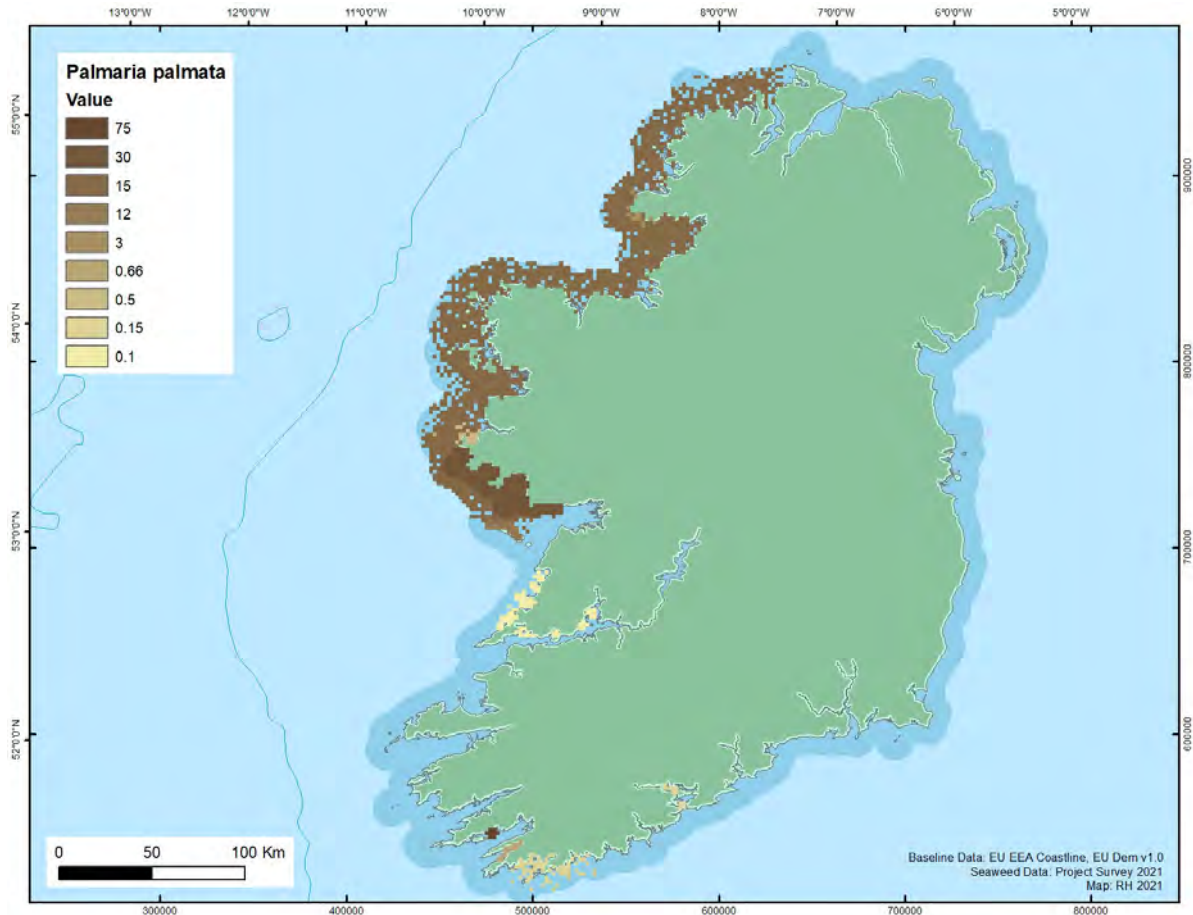 13°0'0"W 12°0'0"W 11°0'0"W 10°0'0"W 9°0'0"W 8°0'0"W 7°0'0"W 6°0'0"W 5°0'0"W
Palmaria palmata
Value
75
30
15
12
3
0.66
0.5
0.15
0.1
55°0'0"N
54°0'0"N
53°0'0"N
52°0'0"N
900000
800000
700000
600000
0 50 100 Km
Baseline Data: EU EEA Coastline, EU Dem v1.0
Seaweed Data: Project Survey 2021
Map: RH 2021
300000 400000 500000 600000 700000 800000